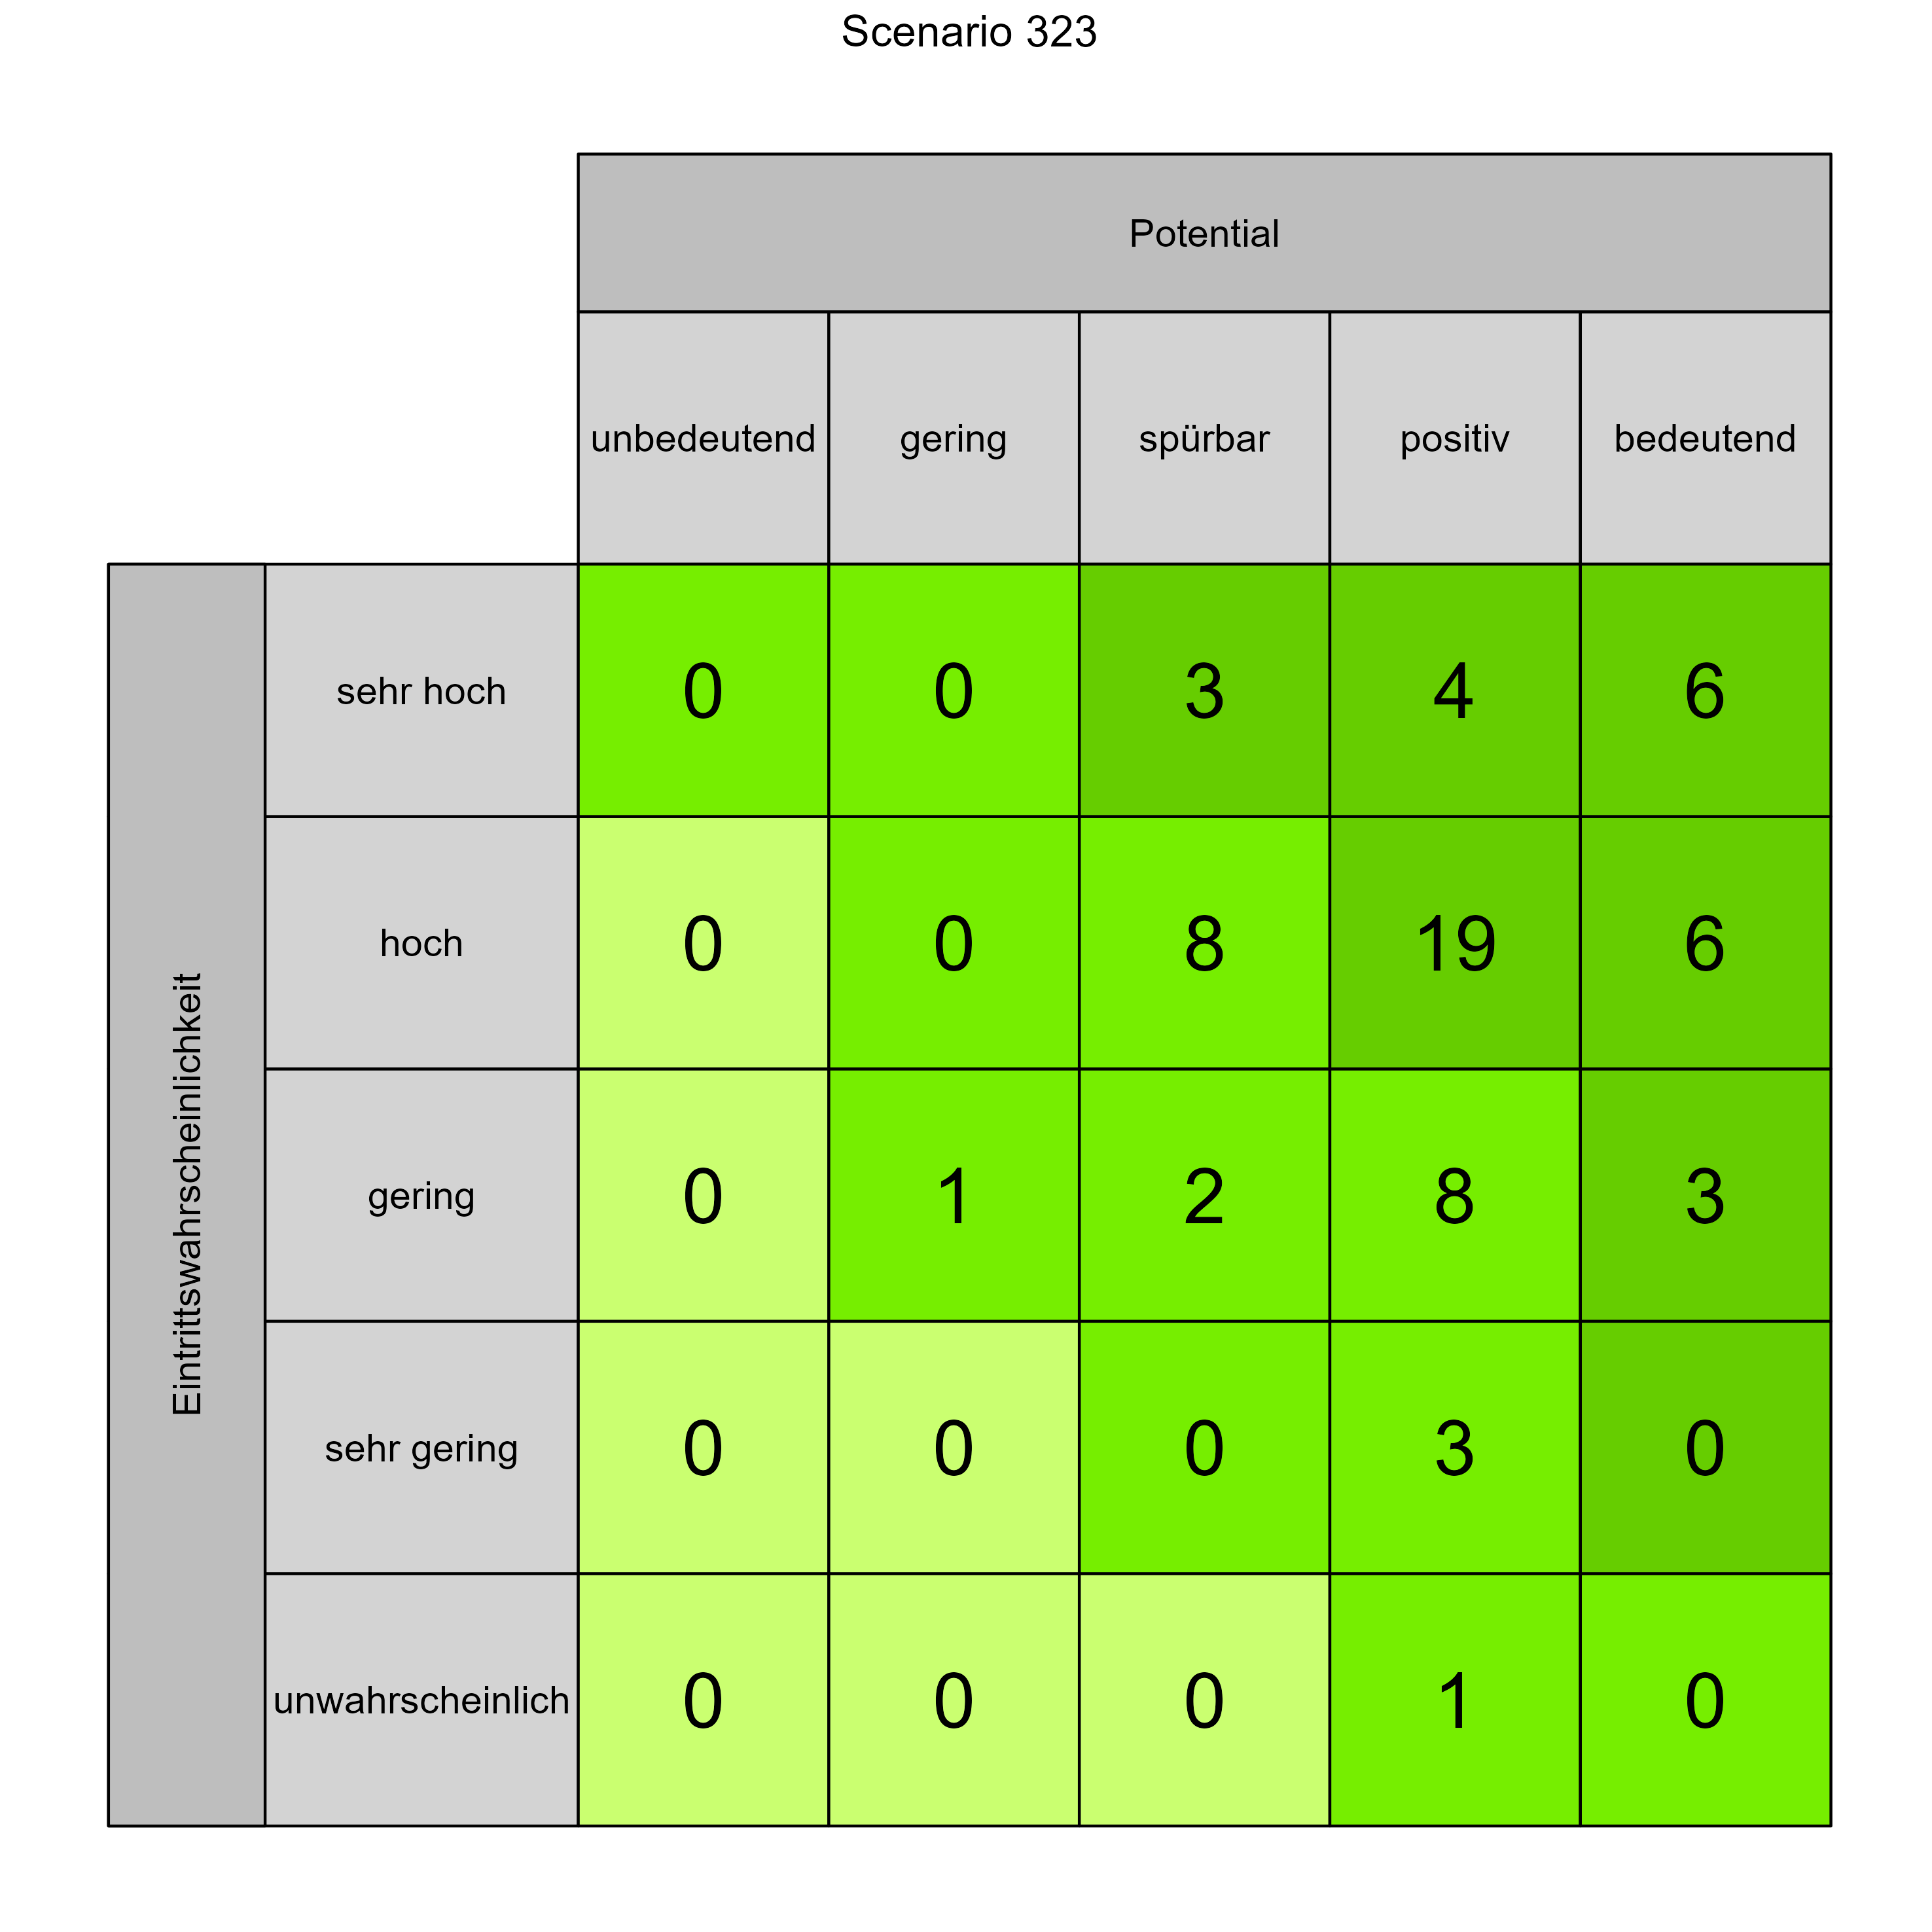 Scenario 323
Potential
unbedeutend gering spürbar positiv bedeutend
Eintrittswahrscheinlichkeit
sehr hoch 0 0 3 4 6
hoch 0 0 8 19 6
gering 0 1 2 8 3
sehr gering 0 0 0 3 0
unwahrscheinlich 0 0 0 1 0